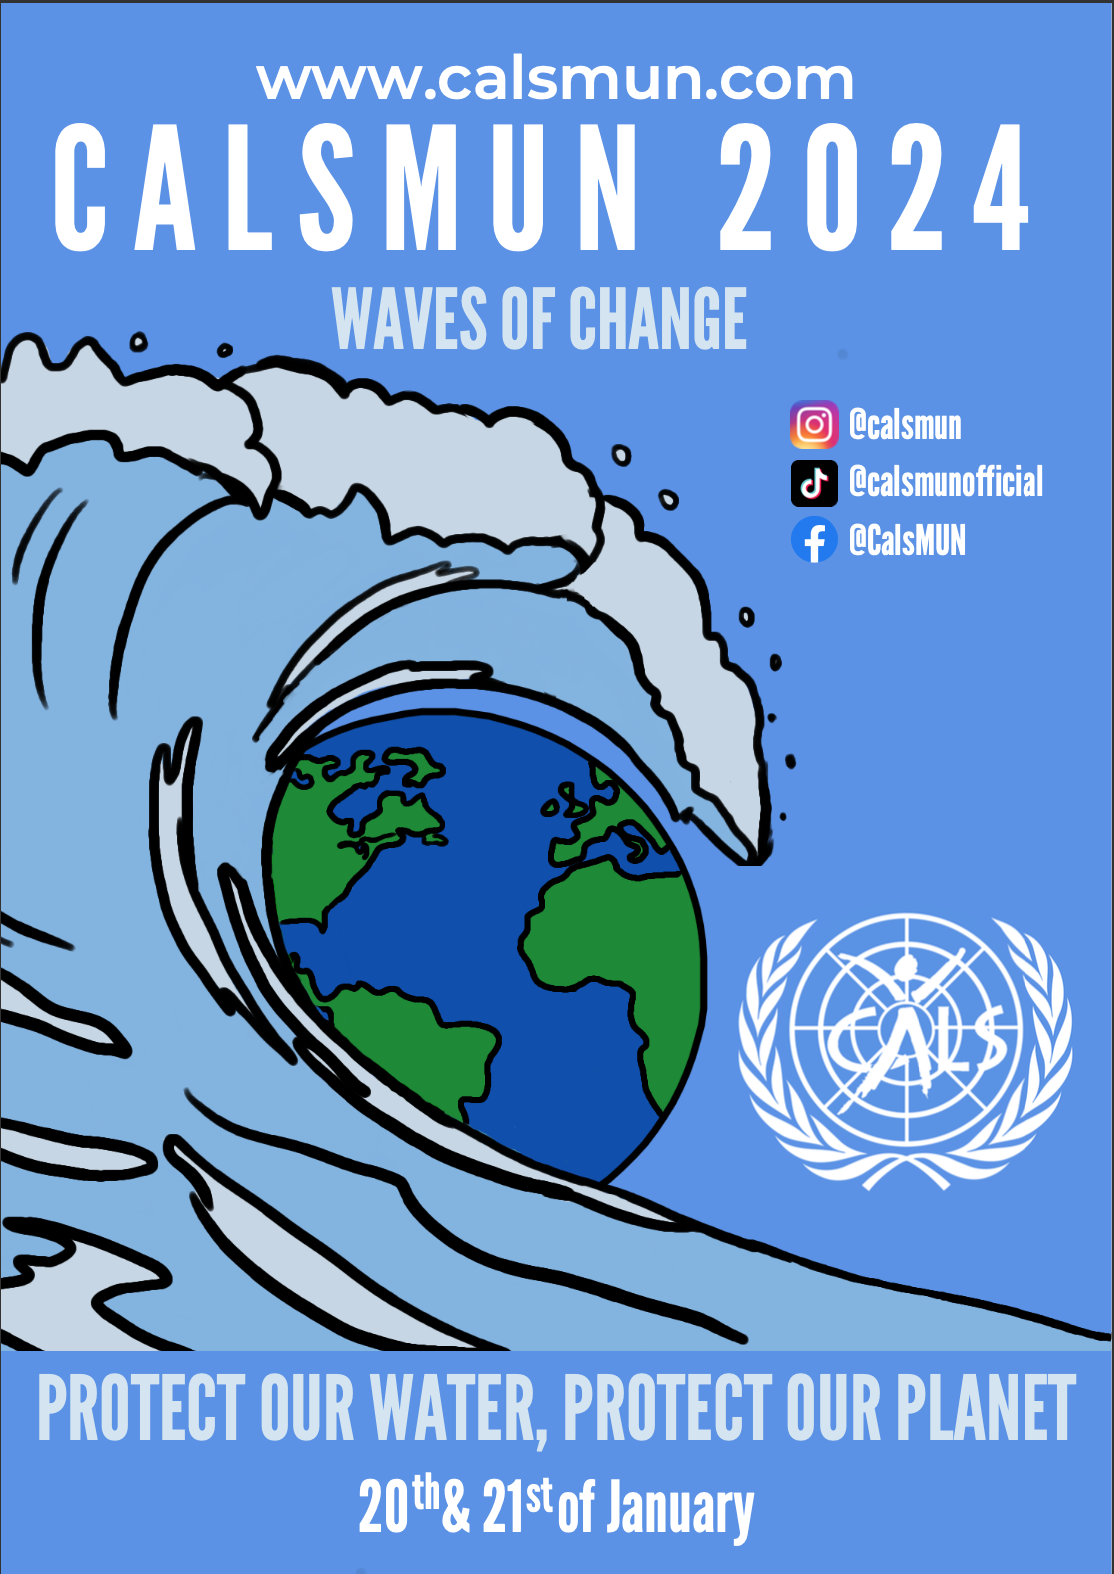 www.calsmun.com
CALSMUN 2024
WAVES OF CHANGE
@calsmun
@calsmunofficial
@CalsMUN
CALS
PROTECT OUR WATER, PROTECT OUR PLANET
20th& 21st of January